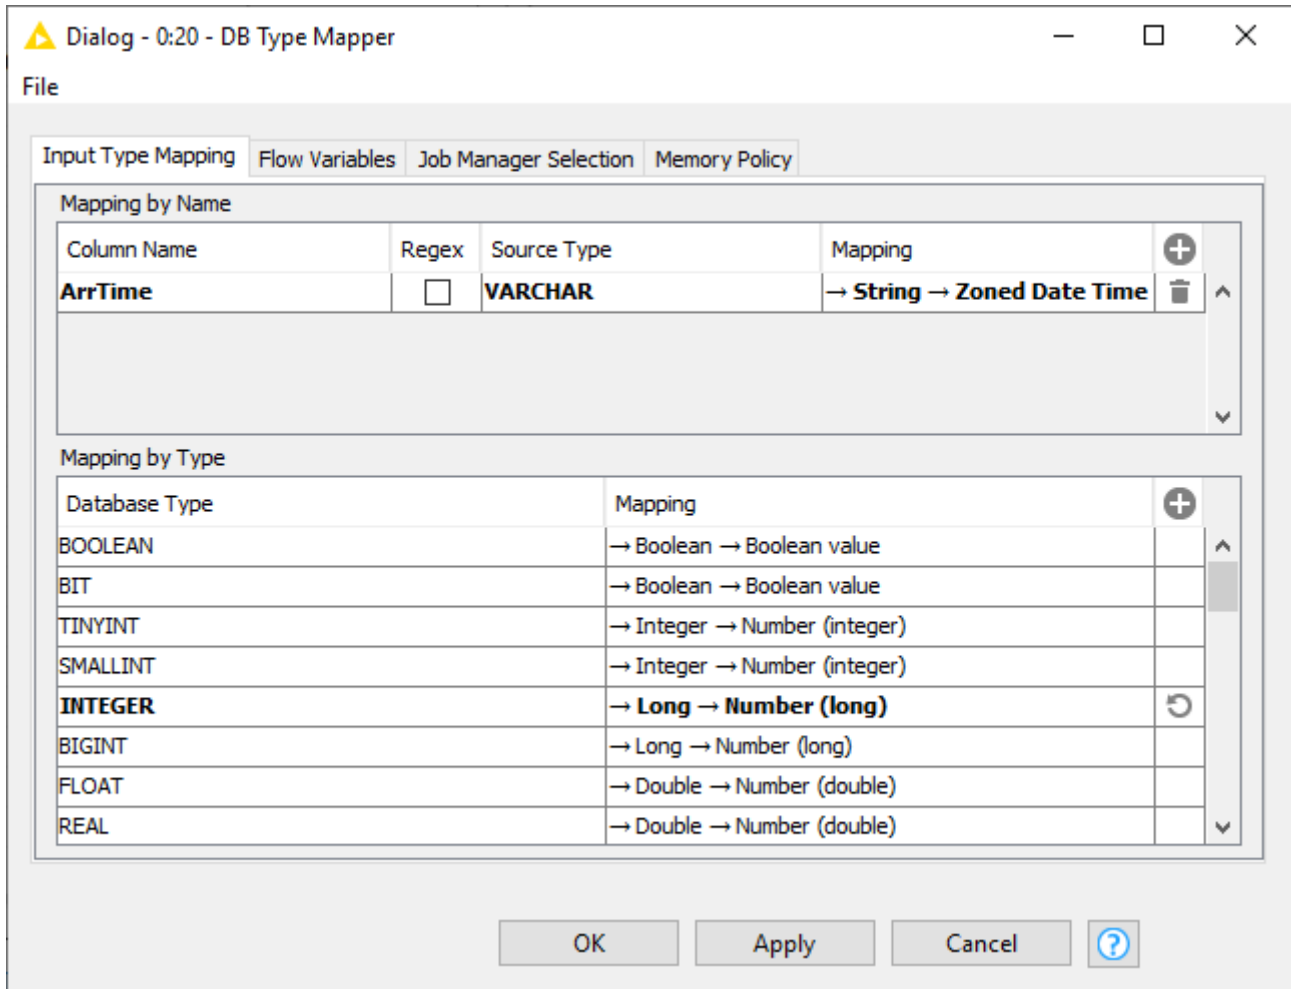 Dialog - 0:20 - DB Type Mapper
File
Input Type Mapping Flow Variables Job Manager Selection Memory Policy
Mapping by Name
Column Name Regex Source Type Mapping
ArrTime VARCHAR → String → Zoned Date Time
Mapping by Type
Database Type Mapping
BOOLEAN → Boolean → Boolean value
BIT → Boolean → Boolean value
TINYINT → Integer → Number (integer)
SMALLINT → Integer → Number (integer)
INTEGER → Long → Number (long)
BIGINT → Long → Number (long)
FLOAT → Double → Number (double)
REAL → Double → Number (double)
OK Apply Cancel ?